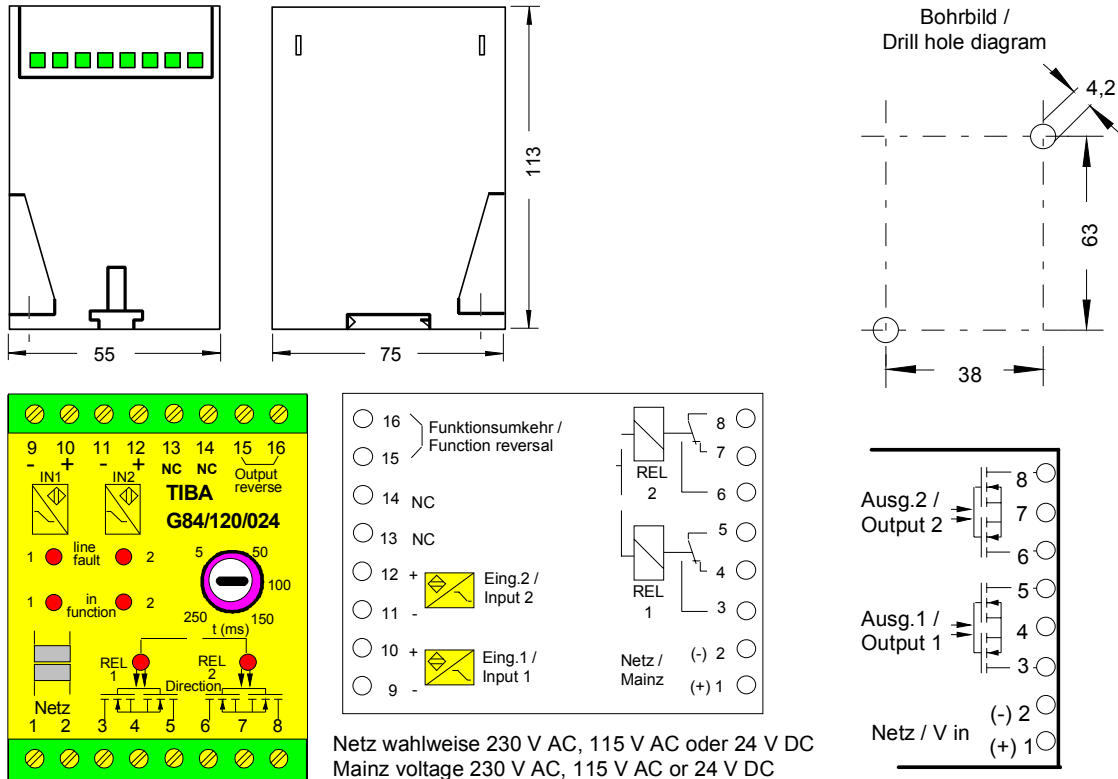 Bohrbild /
Drill hole diagram
4,2
113
63
55
75
38
9 10 11 12 13 14 15 16
- + - + NC NC
IN1 IN2
Output
reverse
TIBA
G84/120/024
1 line
fault 2
1 in
function 2
5 50
100
250 150
t (ms)
REL
1
REL
2
Direction
Netz
1 2 3 4 5 6 7 8
16
Funktionsumkehr /
15 Function reversal
14 NC
13 NC
12 + Eing.2 /
11 - Input 2
10 + Eing.1 /
9 - Input 1
REL
2
8
7
6
REL
1
5
4
3
Netz /
Mainz
(-) 2
(+) 1
Netz wahlweise 230 V AC, 115 V AC oder 24 V DC
Mainz voltage 230 V AC, 115 V AC or 24 V DC
Ausg.2 /
Output 2
8
7
6
Ausg.1 /
Output 1
5
4
3
Netz / V in
(-) 2
(+) 1